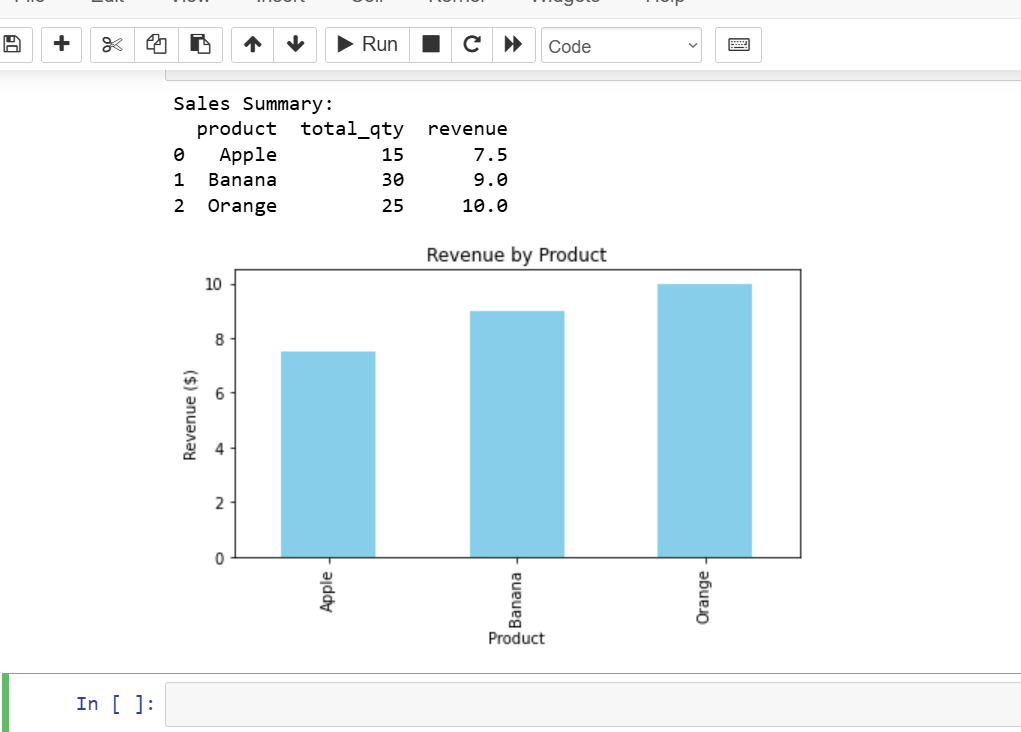 Run Code
Sales Summary:
product total_qty revenue
0 Apple 15 7.5
1 Banana 30 9.0
2 Orange 25 10.0
Revenue by Product
10
8
6
4
2
0
Revenue ($)
Apple
Banana
Orange
Product
In [ ]: